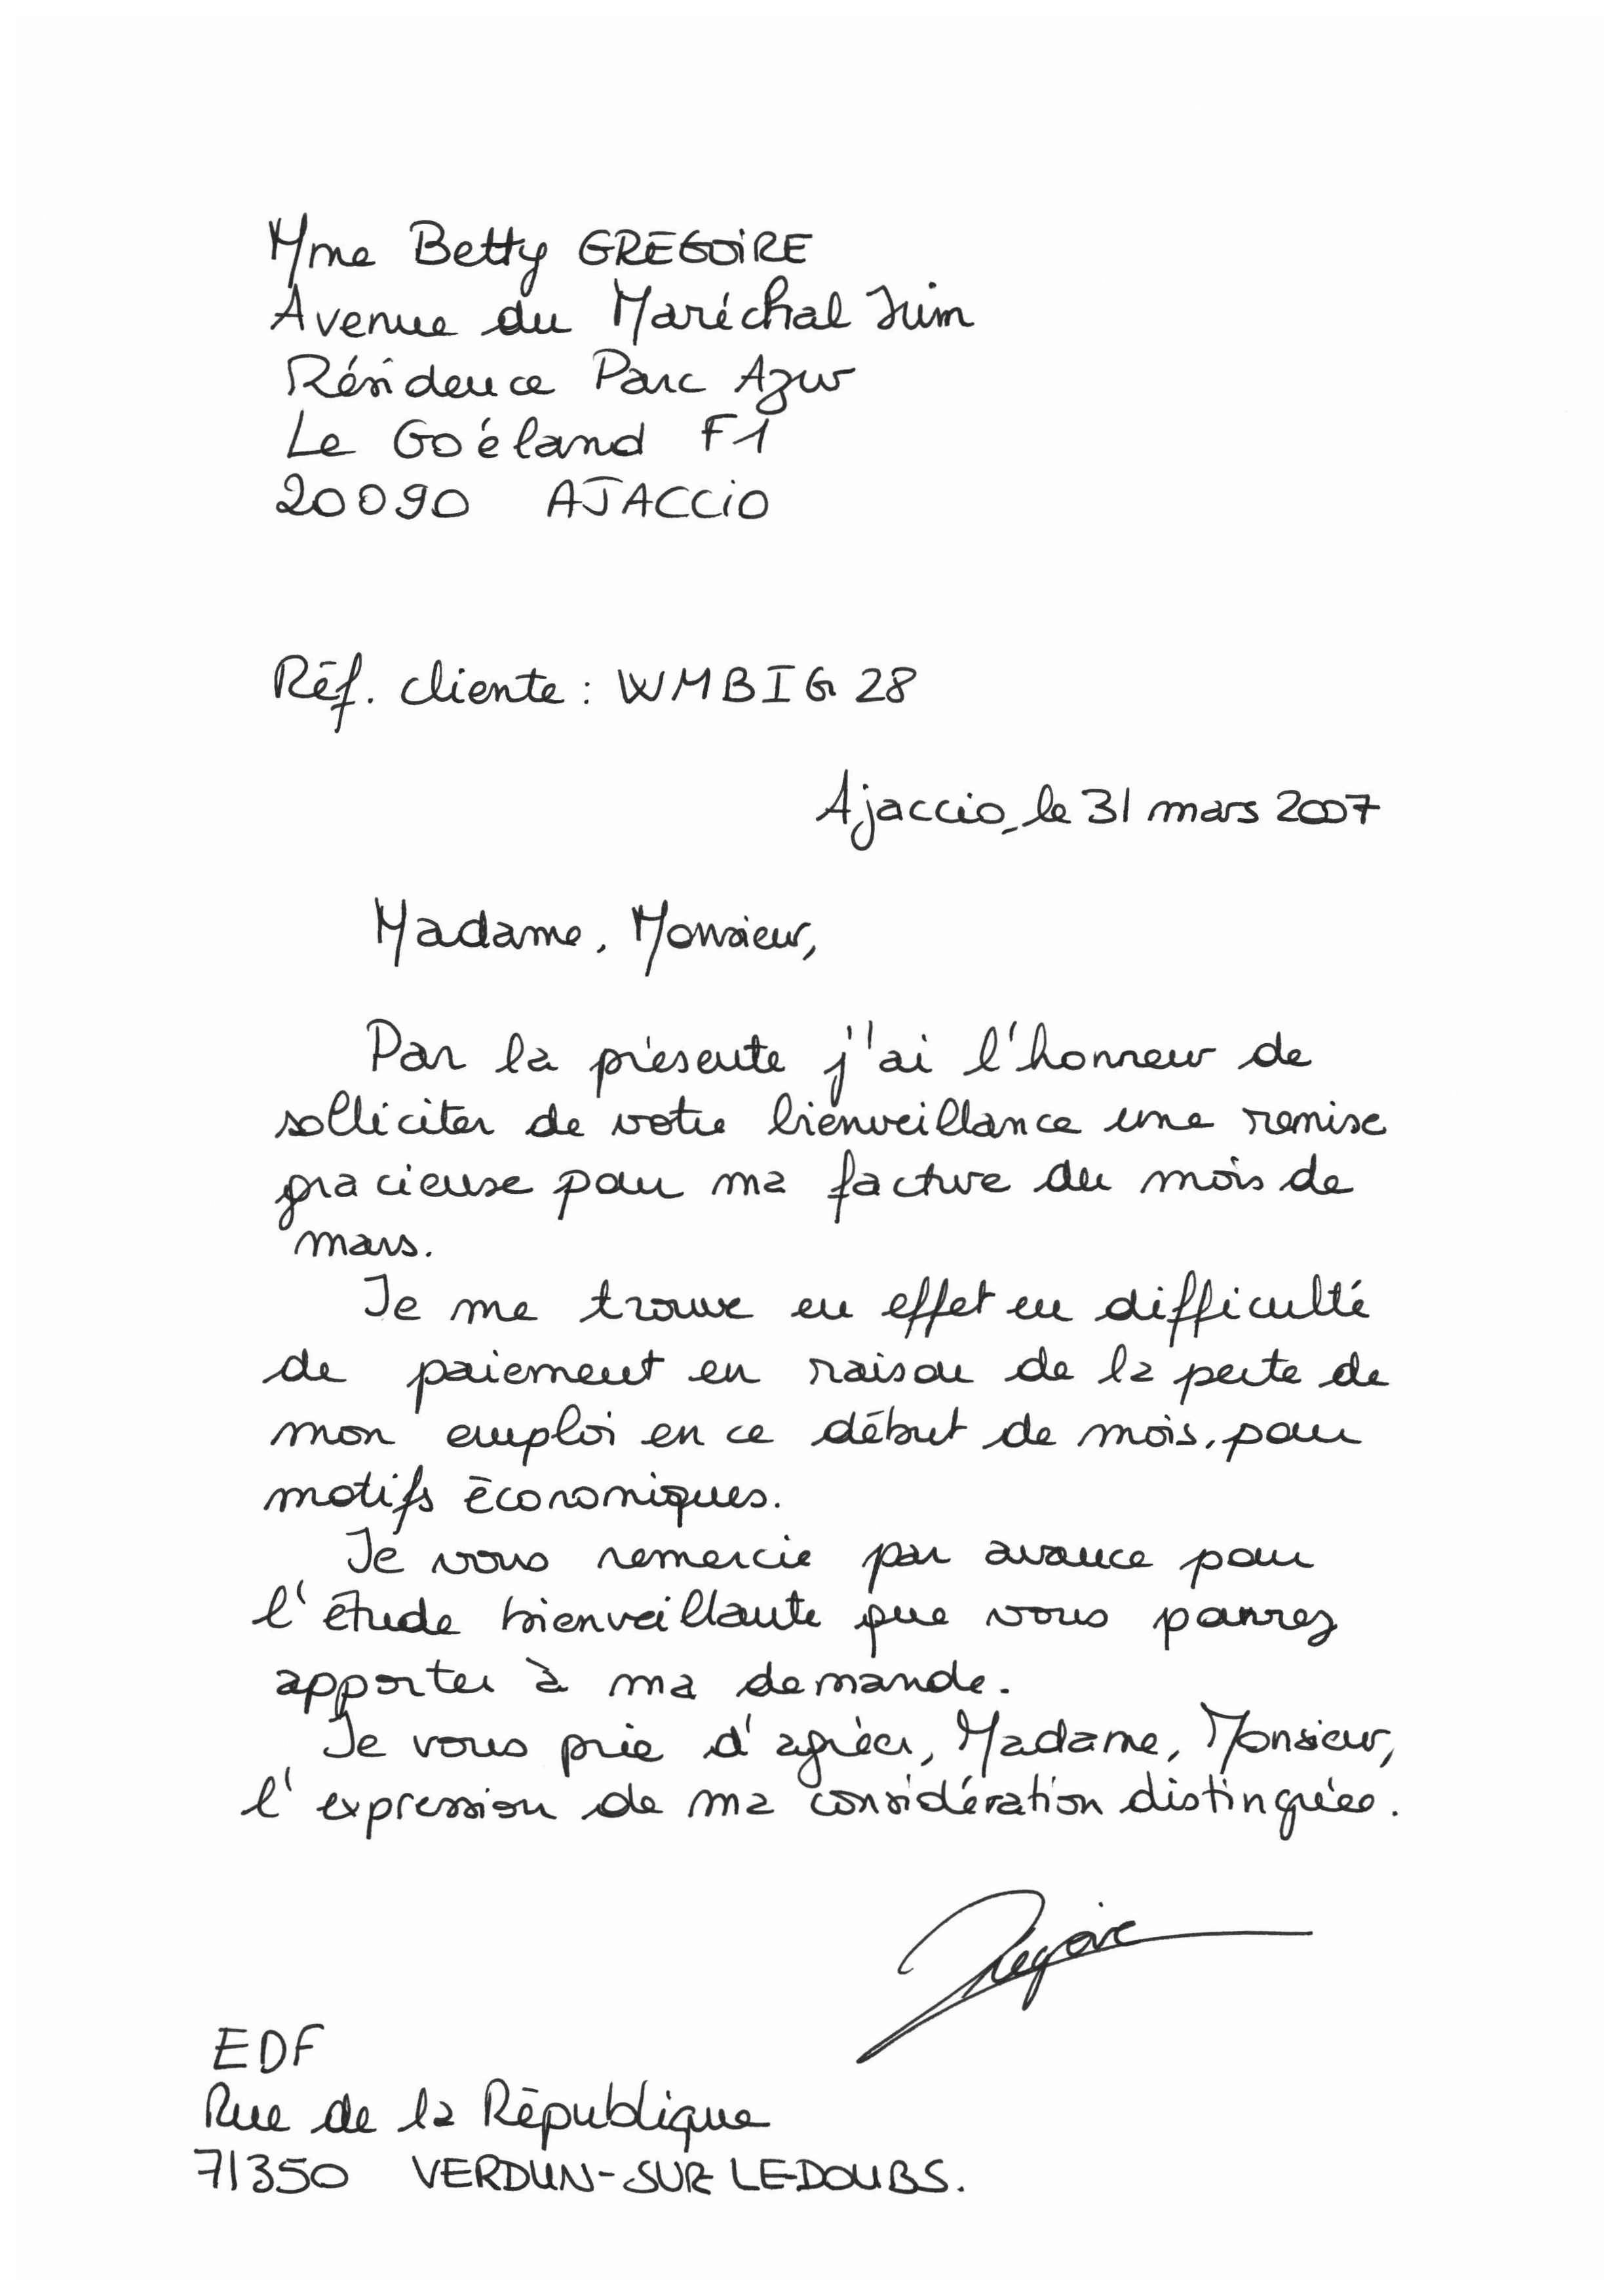 Mme Betty GREGOIRE
Avenue du Maréchal Juin
Résidence Parc Azur
Le Goéland F1
20090 AJACCIO
Réf. cliente : WMBIG 28
Ajaccio, le 31 mars 2007
Madame, Monsieur,
Par la présente j'ai l'honneur de
solliciter de votre bienveillance une remise
gracieuse pour ma facture du mois de
mars.
Je me trouve en effet en difficulté
de paiement en raison de la perte de
mon emploi en ce début de mois, pour
motifs économiques.
Je vous remercie par avance pour
l'étude bienveillante que vous pourrez
apporter à ma demande.
Je vous prie d'agréer, Madame, Monsieur,
l'expression de ma considération distinguée.
Gregoire
EDF
Rue de la République
71350 VERDUN-SUR LE-DOUBS.